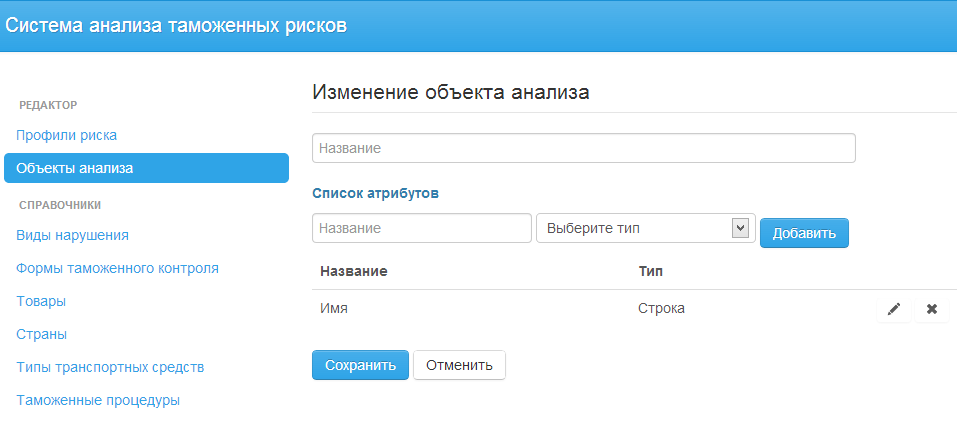 Система анализа таможенных рисков
РЕДАКТОР
Профили риска
Объекты анализа
СПРАВОЧНИКИ
Виды нарушения
Формы таможенного контроля
Товары
Страны
Типы транспортных средств
Таможенные процедуры
Изменение объекта анализа
Название
Список атрибутов
Название Выберите тип Добавить
Название Тип
Имя Строка
Сохранить Отменить